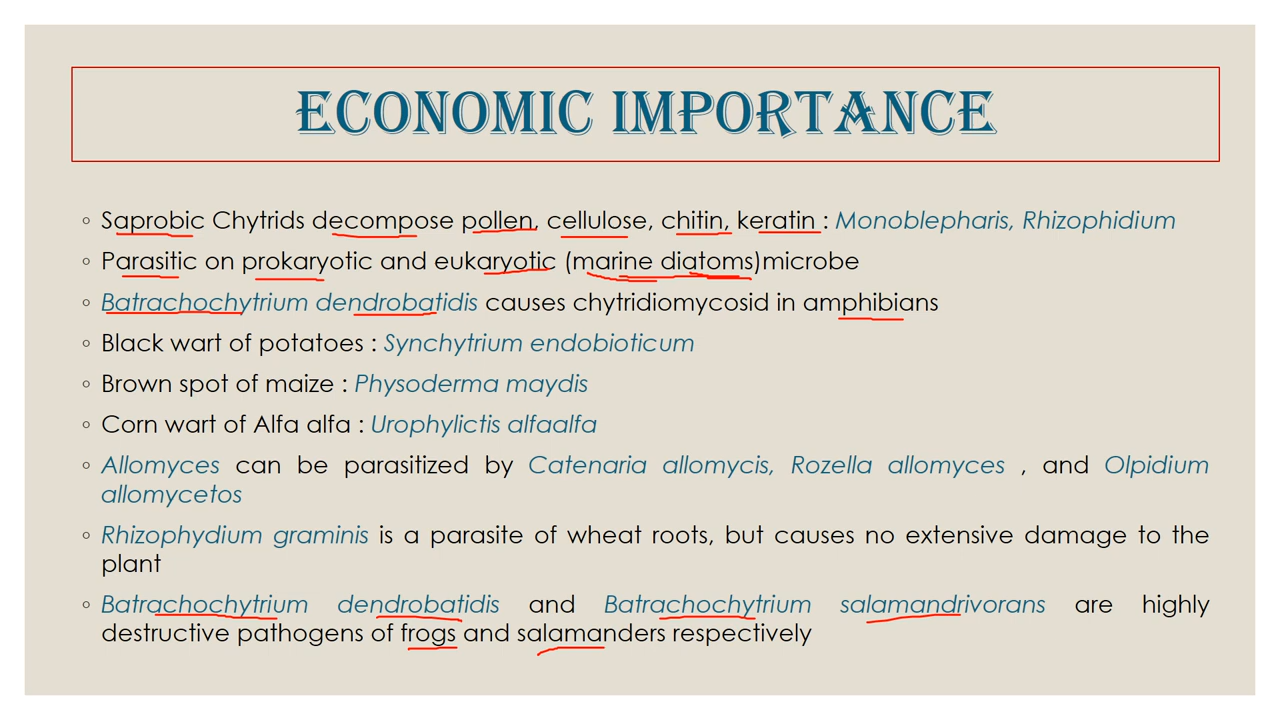 ECONOMIC IMPORTANCE
◦ Saprobic Chytrids decompose pollen, cellulose, chitin, keratin : Monoblepharis, Rhizophidium
◦ Parasitic on prokaryotic and eukaryotic (marine diatoms)microbe
◦ Batrachochytrium dendrobatidis causes chytridiomycosid in amphibians
◦ Black wart of potatoes : Synchytrium endobioticum
◦ Brown spot of maize : Physoderma maydis
◦ Corn wart of Alfa alfa : Urophylictis alfaalfa
◦ Allomyces can be parasitized by Catenaria allomycis, Rozella allomyces , and Olpidium
allomycetos
◦ Rhizophydium graminis is a parasite of wheat roots, but causes no extensive damage to the
plant
◦ Batrachochytrium dendrobatidis and Batrachochytrium salamandrivorans are highly
destructive pathogens of frogs and salamanders respectively